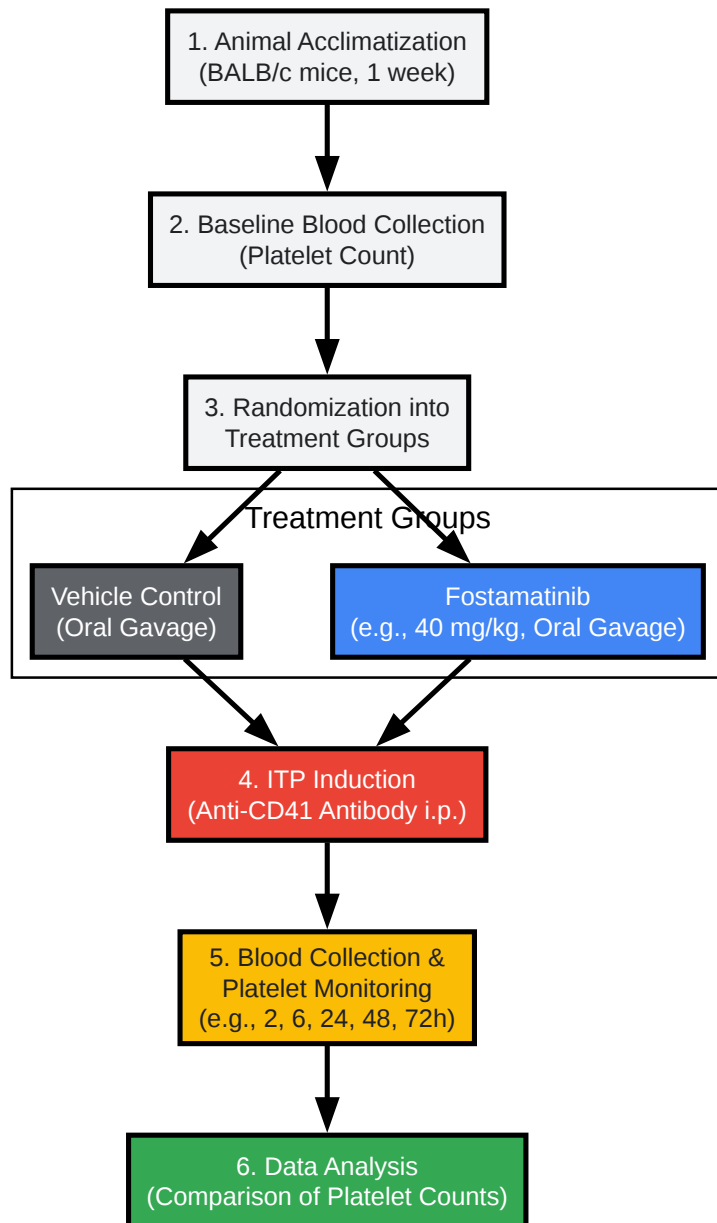 1. Animal Acclimatization
(BALB/c mice, 1 week)
2. Baseline Blood Collection
(Platelet Count)
3. Randomization into
Treatment Groups
Treatment Groups
Vehicle Control
(Oral Gavage)
Fostamatinib
(e.g., 40 mg/kg, Oral Gavage)
4. ITP Induction
(Anti-CD41 Antibody i.p.)
5. Blood Collection &
Platelet Monitoring
(e.g., 2, 6, 24, 48, 72h)
6. Data Analysis
(Comparison of Platelet Counts)